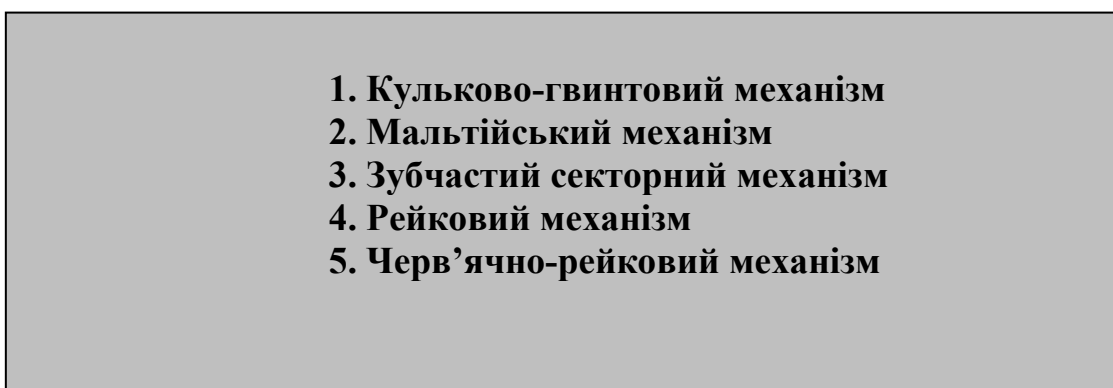 1. Кульково-гвинтовий механізм
2. Мальтійський механізм
3. Зубчастий секторний механізм
4. Рейковий механізм
5. Черв’ячно-рейковий механізм